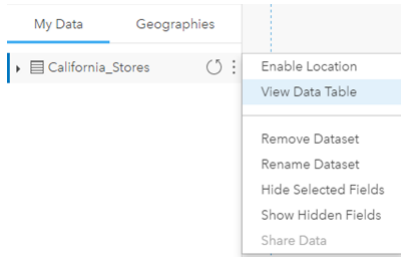 My Data
Geographies
California_Stores
Enable Location
View Data Table
Remove Dataset
Rename Dataset
Hide Selected Fields
Show Hidden Fields
Share Data